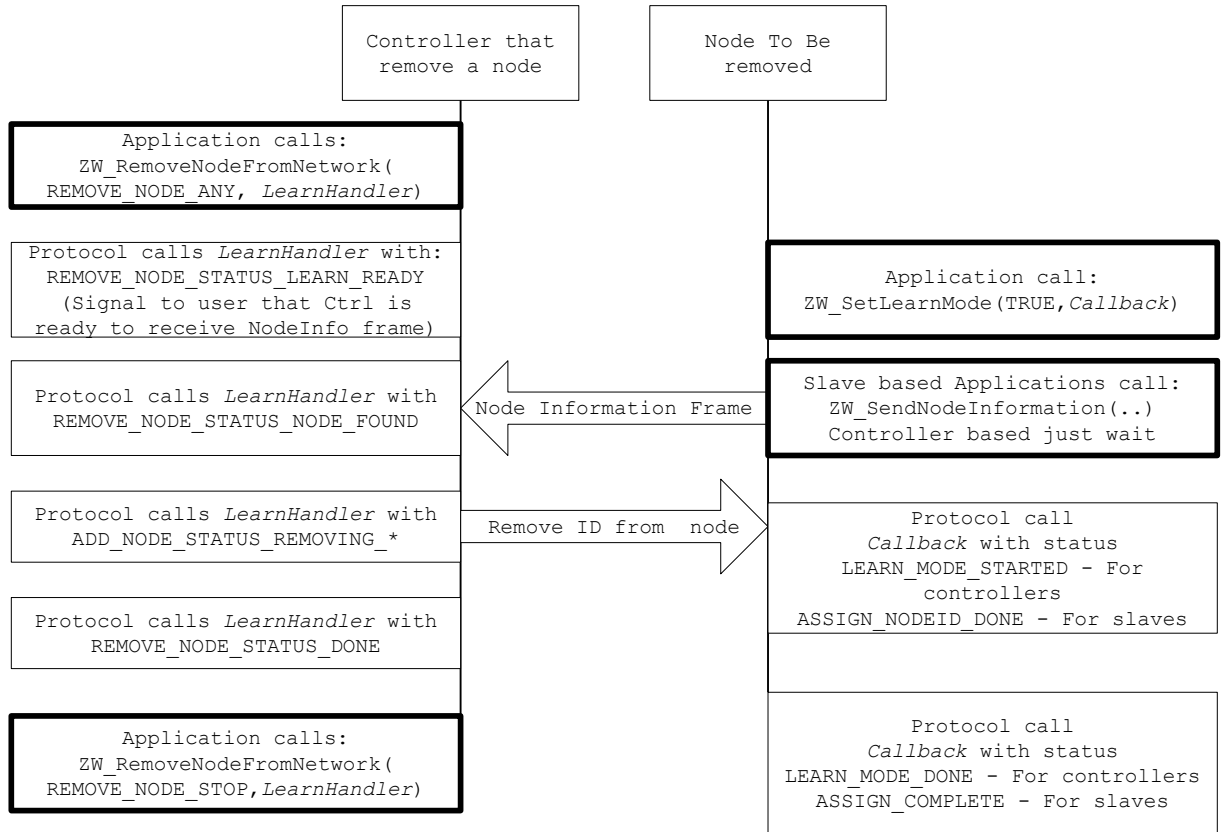 Controller that
remove a node
Node To Be
removed
Application calls:
ZW_RemoveNodeFromNetwork(
REMOVE_NODE_ANY, LearnHandler)
Protocol calls LearnHandler with:
REMOVE_NODE_STATUS_LEARN_READY
(Signal to user that Ctrl is
ready to receive NodeInfo frame)
Application call:
ZW_SetLearnMode(TRUE,Callback)
Protocol calls LearnHandler with
REMOVE_NODE_STATUS_NODE_FOUND
Node Information Frame
Slave based Applications call:
ZW_SendNodeInformation(..)
Controller based just wait
Protocol calls LearnHandler with
ADD_NODE_STATUS_REMOVING_*
Remove ID from node
Protocol call
Callback with status
LEARN_MODE_STARTED - For
controllers
ASSIGN_NODEID_DONE - For slaves
Protocol calls LearnHandler with
REMOVE_NODE_STATUS_DONE
Application calls:
ZW_RemoveNodeFromNetwork(
REMOVE_NODE_STOP,LearnHandler)
Protocol call
Callback with status
LEARN_MODE_DONE - For controllers
ASSIGN_COMPLETE - For slaves